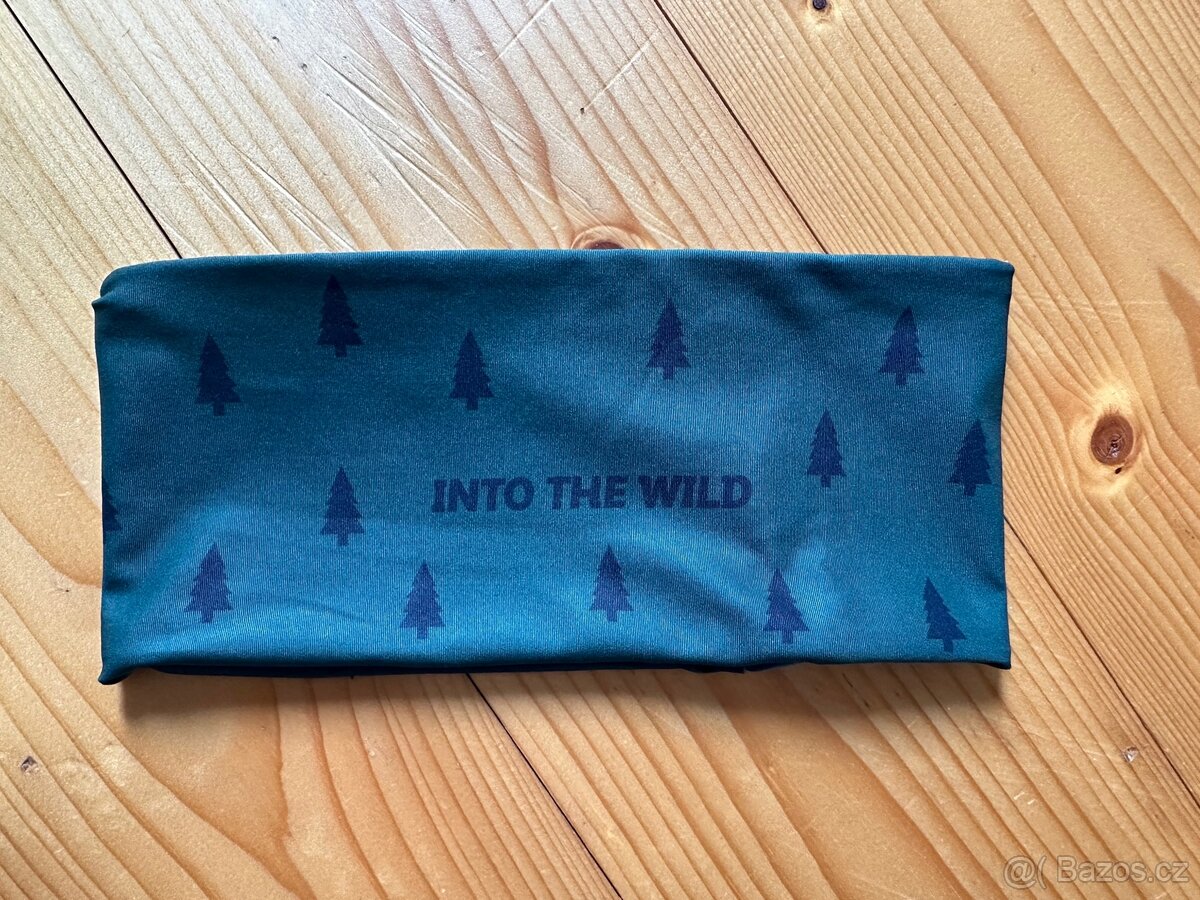 INTO THE WILD
@( Bazos.cz